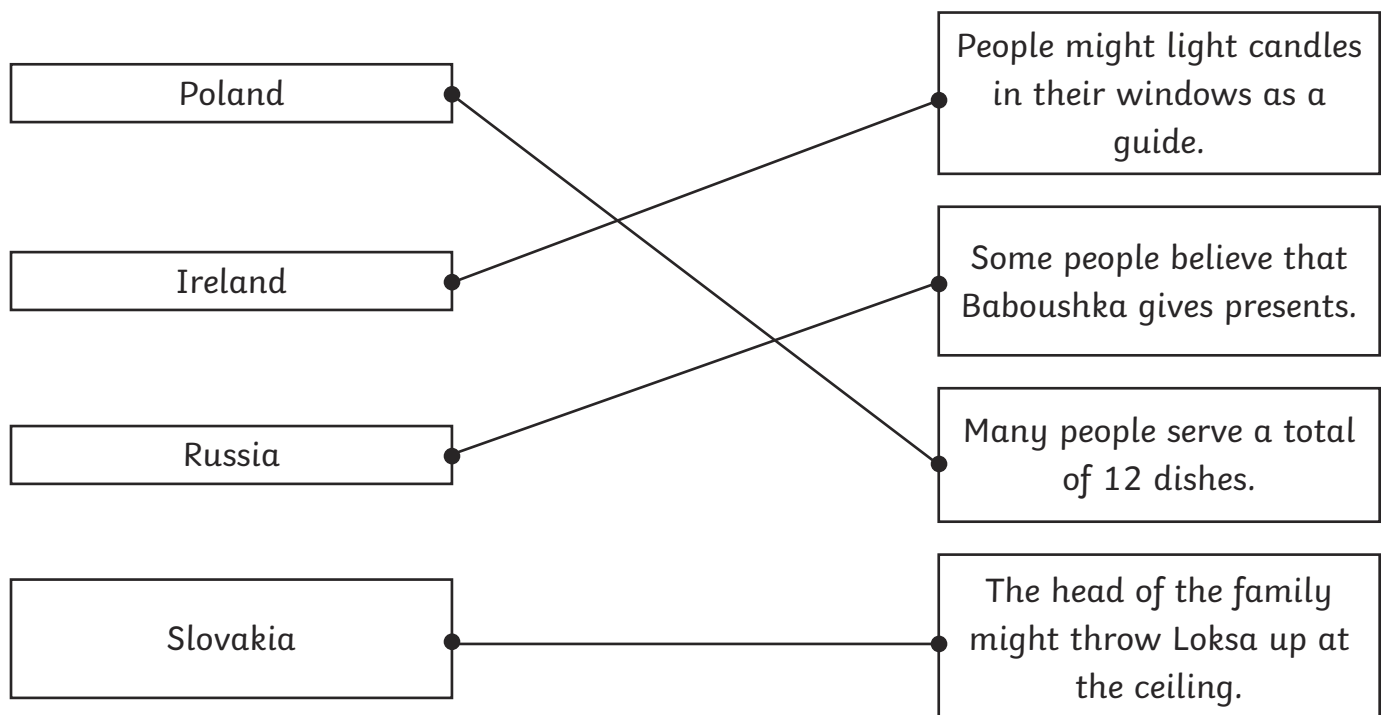 Poland
Ireland
Russia
Slovakia
People might light candles
in their windows as a
guide.
Some people believe that
Baboushka gives presents.
Many people serve a total
of 12 dishes.
The head of the family
might throw Loksa up at
the ceiling.